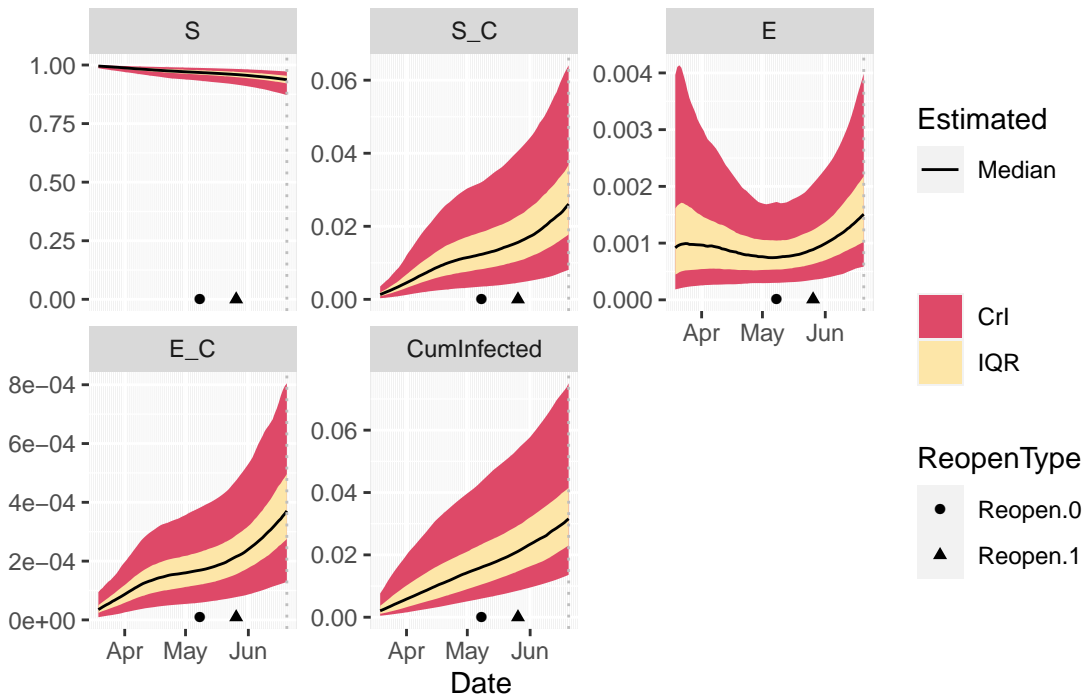 S
S_C
E
1.00
0.75
0.50
0.25
0.00
0.06
0.04
0.02
0.00
0.004
0.003
0.002
0.001
0.000
Apr May Jun
E_C
CumInfected
8e−04
6e−04
4e−04
2e−04
0e+00
0.06
0.04
0.02
0.00
Apr May Jun
Apr May Jun
Date
Estimated
Median
CrI
IQR
ReopenType
Reopen.0
Reopen.1